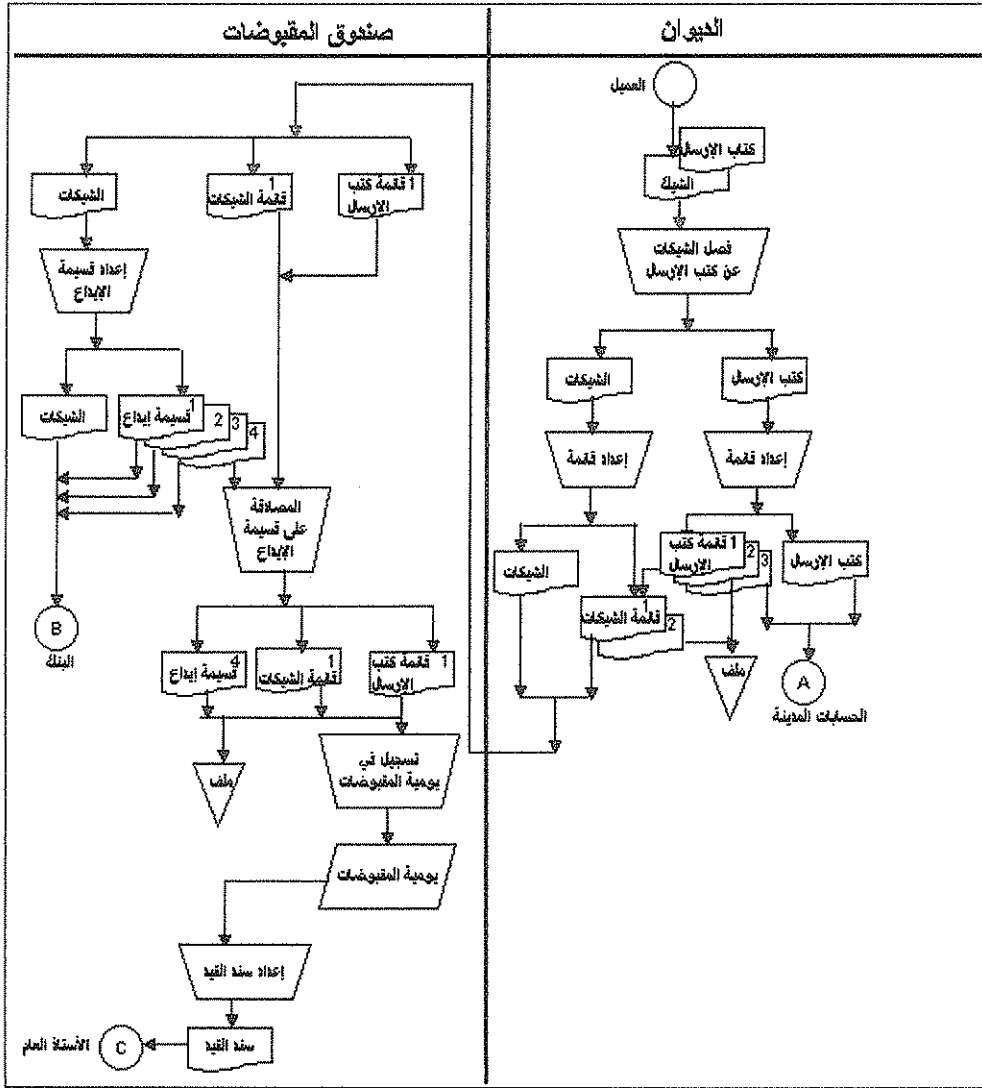 الديوان
صندوق المقبوضات
العميل
كتاب الإرسال
الشيك
فصل الشيكات
عن كتب الإرسال
كتب الإرسال
الشيكات
إعداد قائمة
إعداد قائمة
كتب الإرسال
قائمة كتب 1
الإرسال
2
3
الشيكات
1
قائمة الشيكات
2
ملف
A
الحسابات المدينة
قائمة كتب 1
الإرسال
1
قائمة الشيكات
الشيكات
إعداد قسيمة
الإيداع
الشيكات
1
قسيمة إيداع
2
3
4
المصادقة
على قسيمة
الإيداع
B
البنك
قائمة كتب 1
الإرسال
1
قائمة الشيكات
4
قسيمة إيداع
ملف
تسجيل في
يومية المقبوضات
يومية المقبوضات
إعداد سند القيد
سند القيد
C
الأستاذ العام